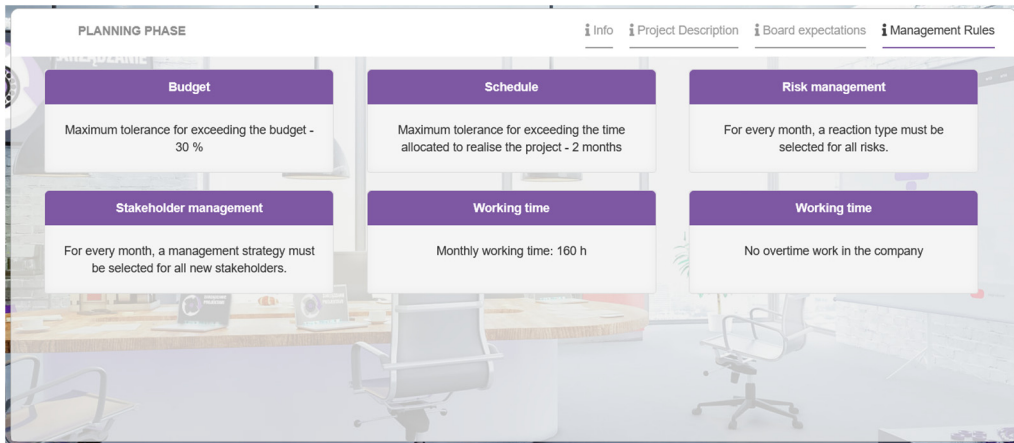 PLANNING PHASE
i Info
i Project Description
i Board expectations
i Management Rules
Budget
Maximum tolerance for exceeding the budget -
30 %
Schedule
Maximum tolerance for exceeding the time
allocated to realise the project - 2 months
Risk management
For every month, a reaction type must be
selected for all risks.
Stakeholder management
For every month, a management strategy must
be selected for all new stakeholders.
Working time
Monthly working time: 160 h
Working time
No overtime work in the company